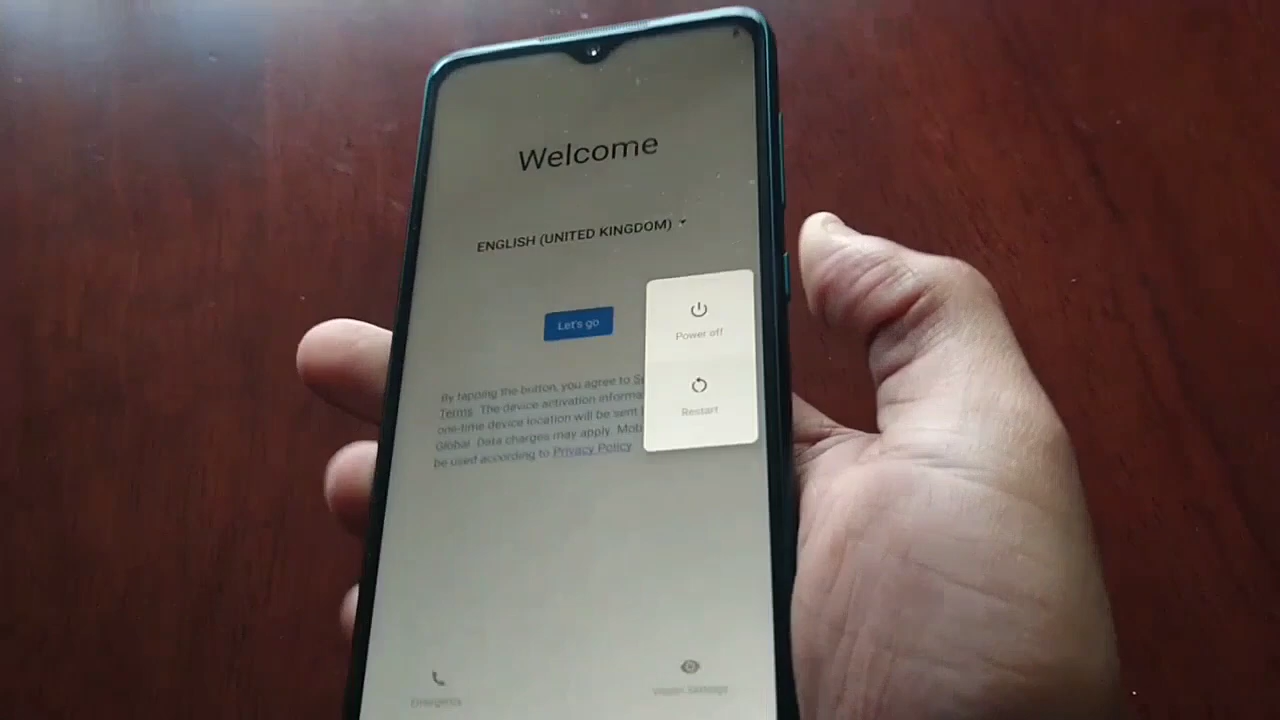 Welcome
ENGLISH (UNITED KINGDOM)
Let's go
Power off
Restart
By tapping the button, you agree to
Terms. The device activation
one-time device location will be sent
Global. Data charges may apply.
be used according to Privacy Policy
Vision Settings